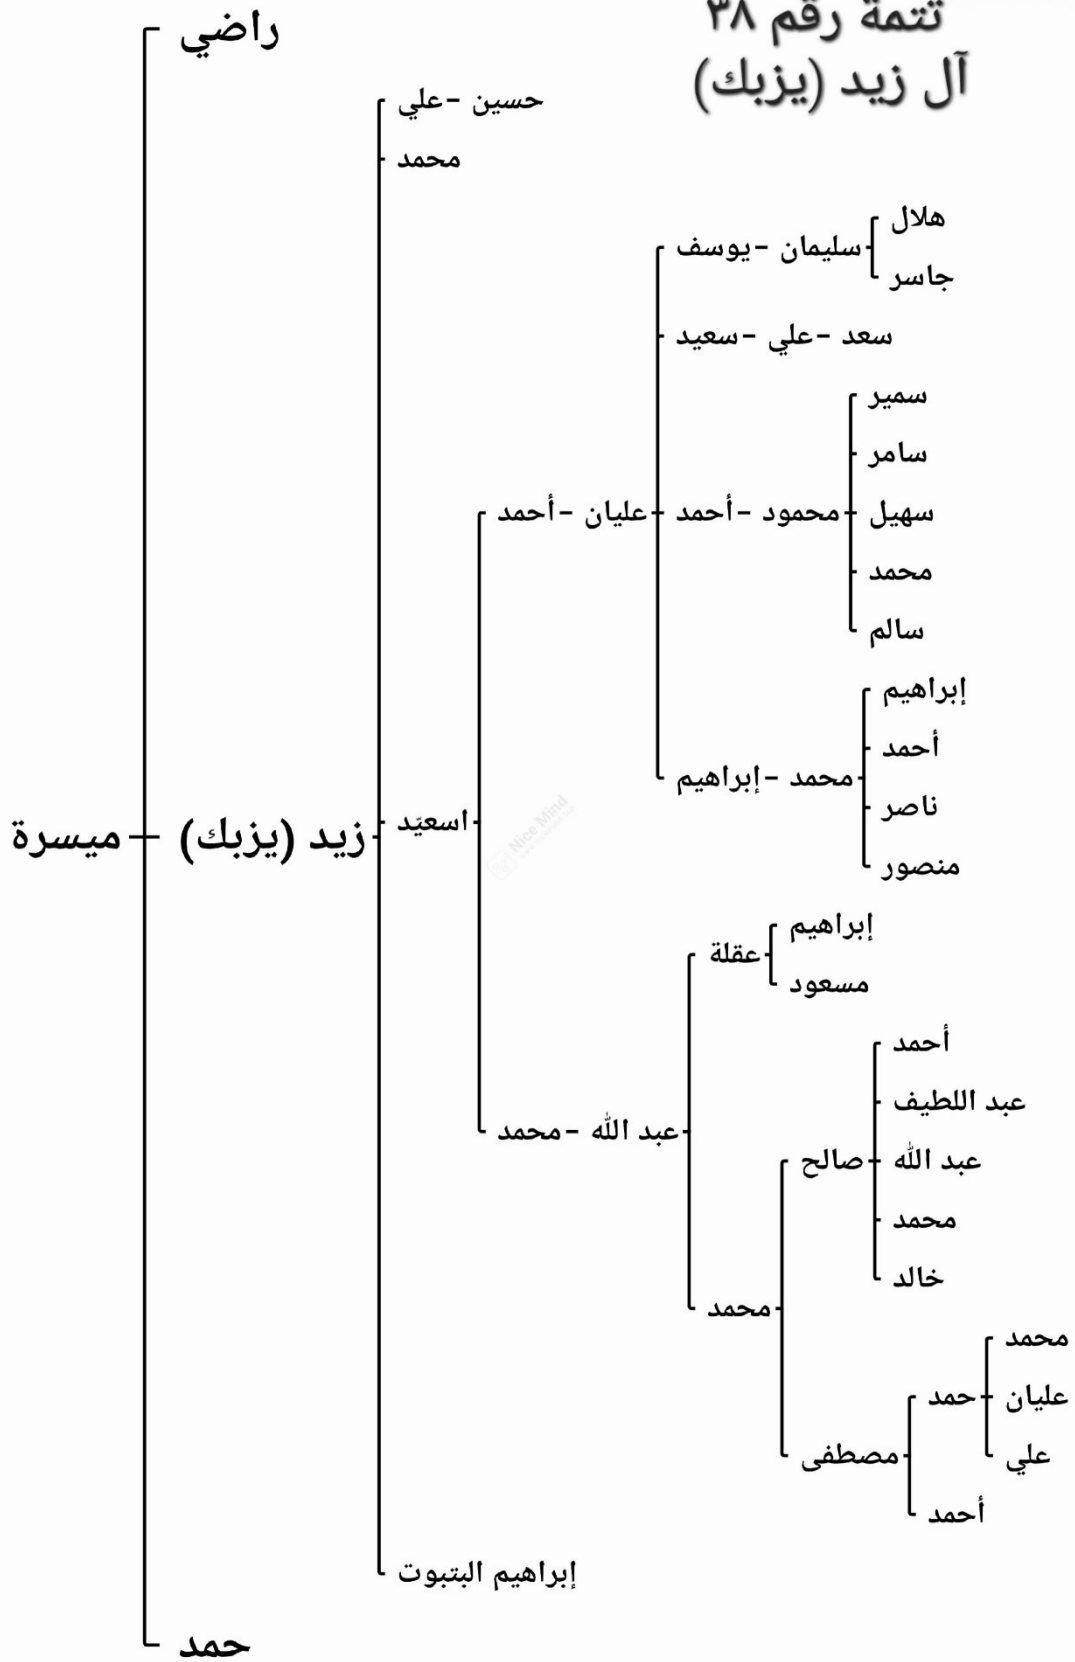 تتمة رقم ٣٨
آل زيد (يزبك)
راضي
حسين - علي
محمد
هلال
سليمان - يوسف
جاسر
سعد - علي - سعيد
سمير
سامر
عليان - أحمد
محمود - أحمد
سهيل
محمد
سالم
إبراهيم
أحمد
محمد - إبراهيم
ناصر
منصور
ميسرة
زيد (يزبك)
اسعيّد
إبراهيم
عقلة
مسعود
أحمد
عبد اللطيف
عبد الله - محمد
صالح
عبد الله
محمد
خالد
محمد
محمد
حمد
عليان
مصطفى
علي
أحمد
إبراهيم البتبوت
حمد
Nice Mind